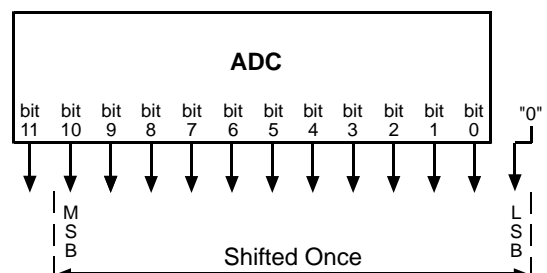 ADC
bit bit bit bit bit bit bit bit bit bit bit bit "0"
11 10 9 8 7 6 5 4 3 2 1 0
M L
S S
B B
Shifted Once